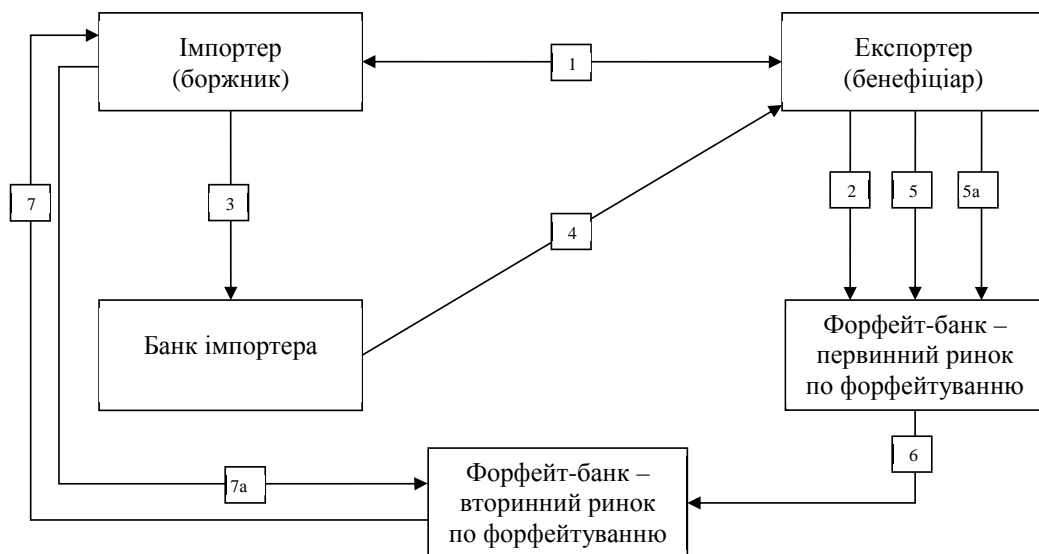 Імпортер
(боржник)
1
Експортер
(бенефіціар)
7
3
4
2
5
5а
Банк імпортера
Форфейт-банк –
первинний ринок
по форфейтуванню
6
7а
Форфейт-банк –
вторинний ринок
по форфейтуванню